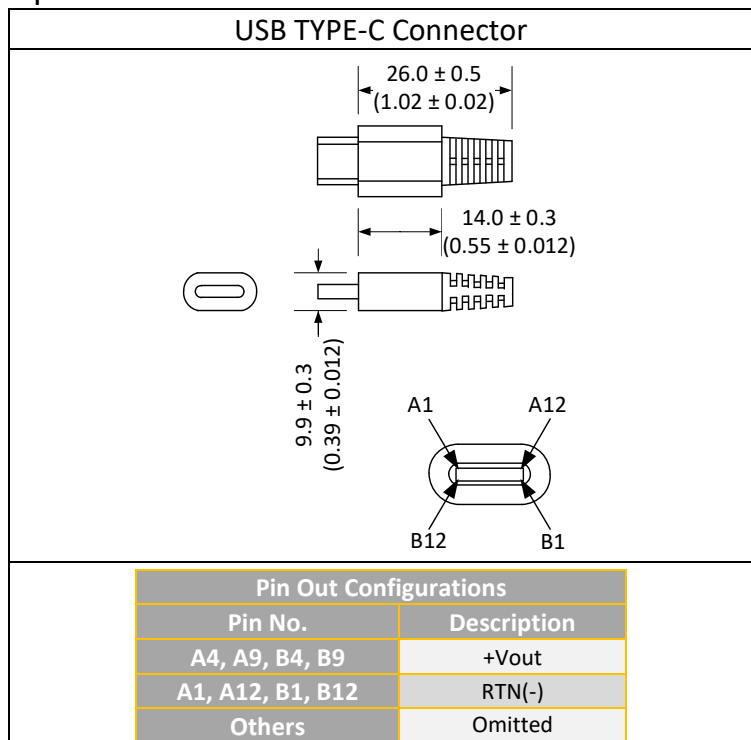 USB TYPE-C Connector
26.0 ± 0.5
(1.02 ± 0.02)
14.0 ± 0.3
(0.55 ± 0.012)
9.9 ± 0.3
(0.39 ± 0.012)
A1
A12
B12
B1
Pin Out Configurations
Pin No. Description
A4, A9, B4, B9 +Vout
A1, A12, B1, B12 RTN(-)
Others Omitted